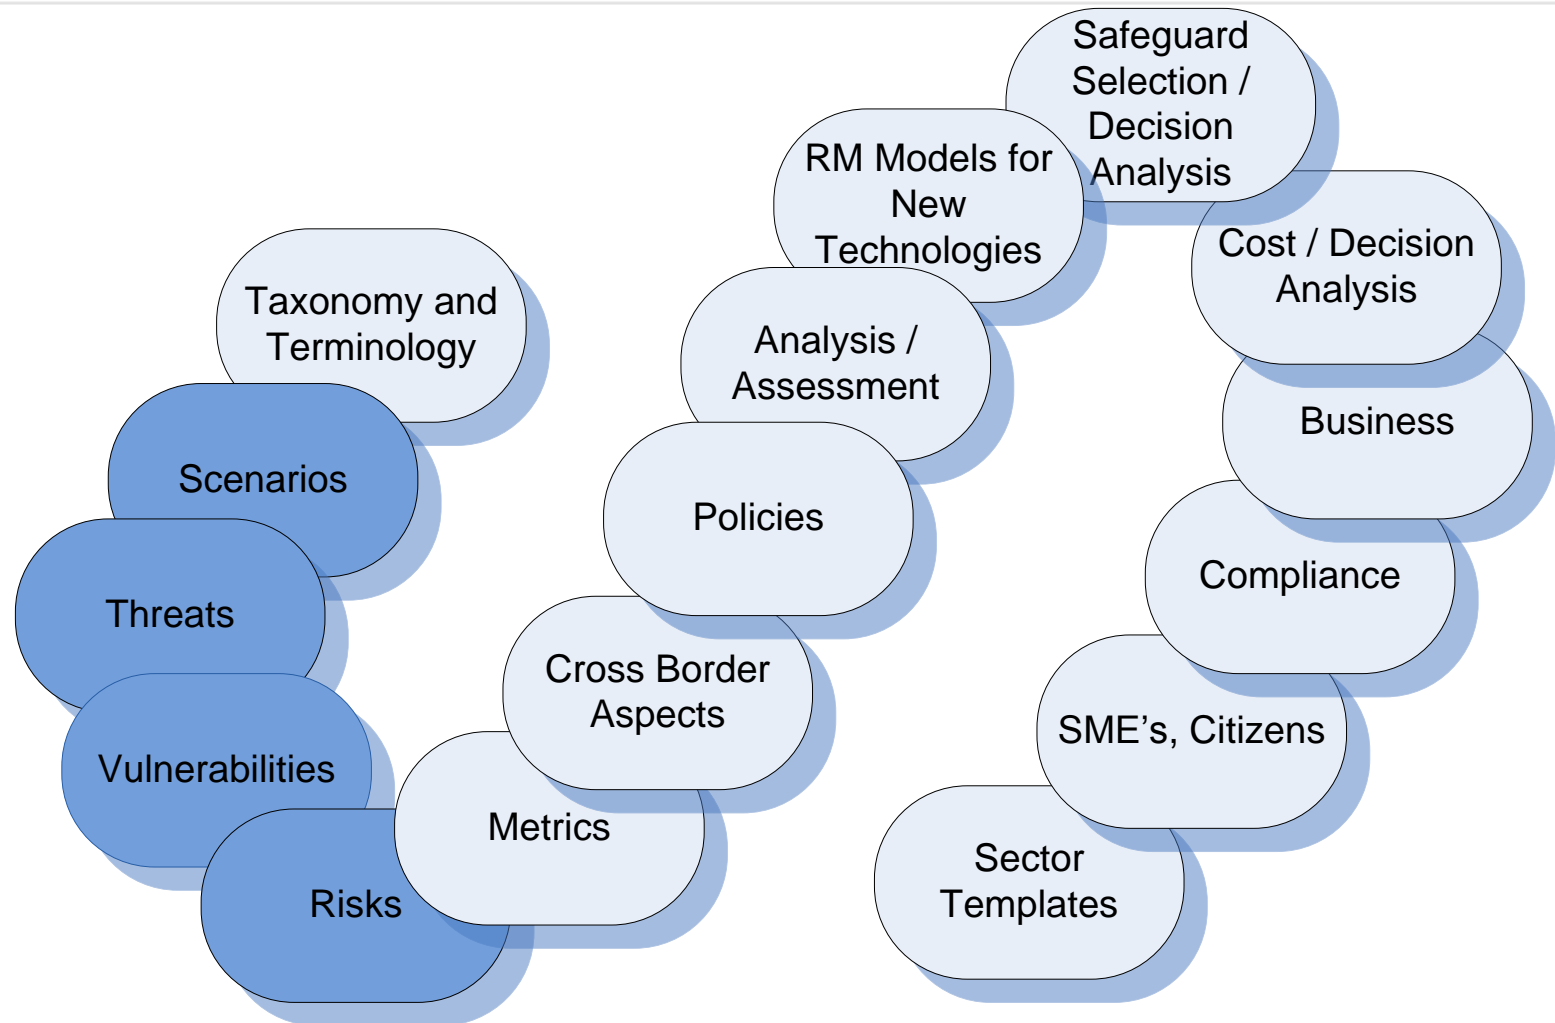 Taxonomy and
Terminology
Scenarios
Threats
Vulnerabilities
Risks
Metrics
Cross Border
Aspects
Policies
Analysis /
Assessment
RM Models for
New
Technologies
Safeguard
Selection /
Decision
Analysis
Cost / Decision
Analysis
Business
Compliance
SME’s, Citizens
Sector
Templates